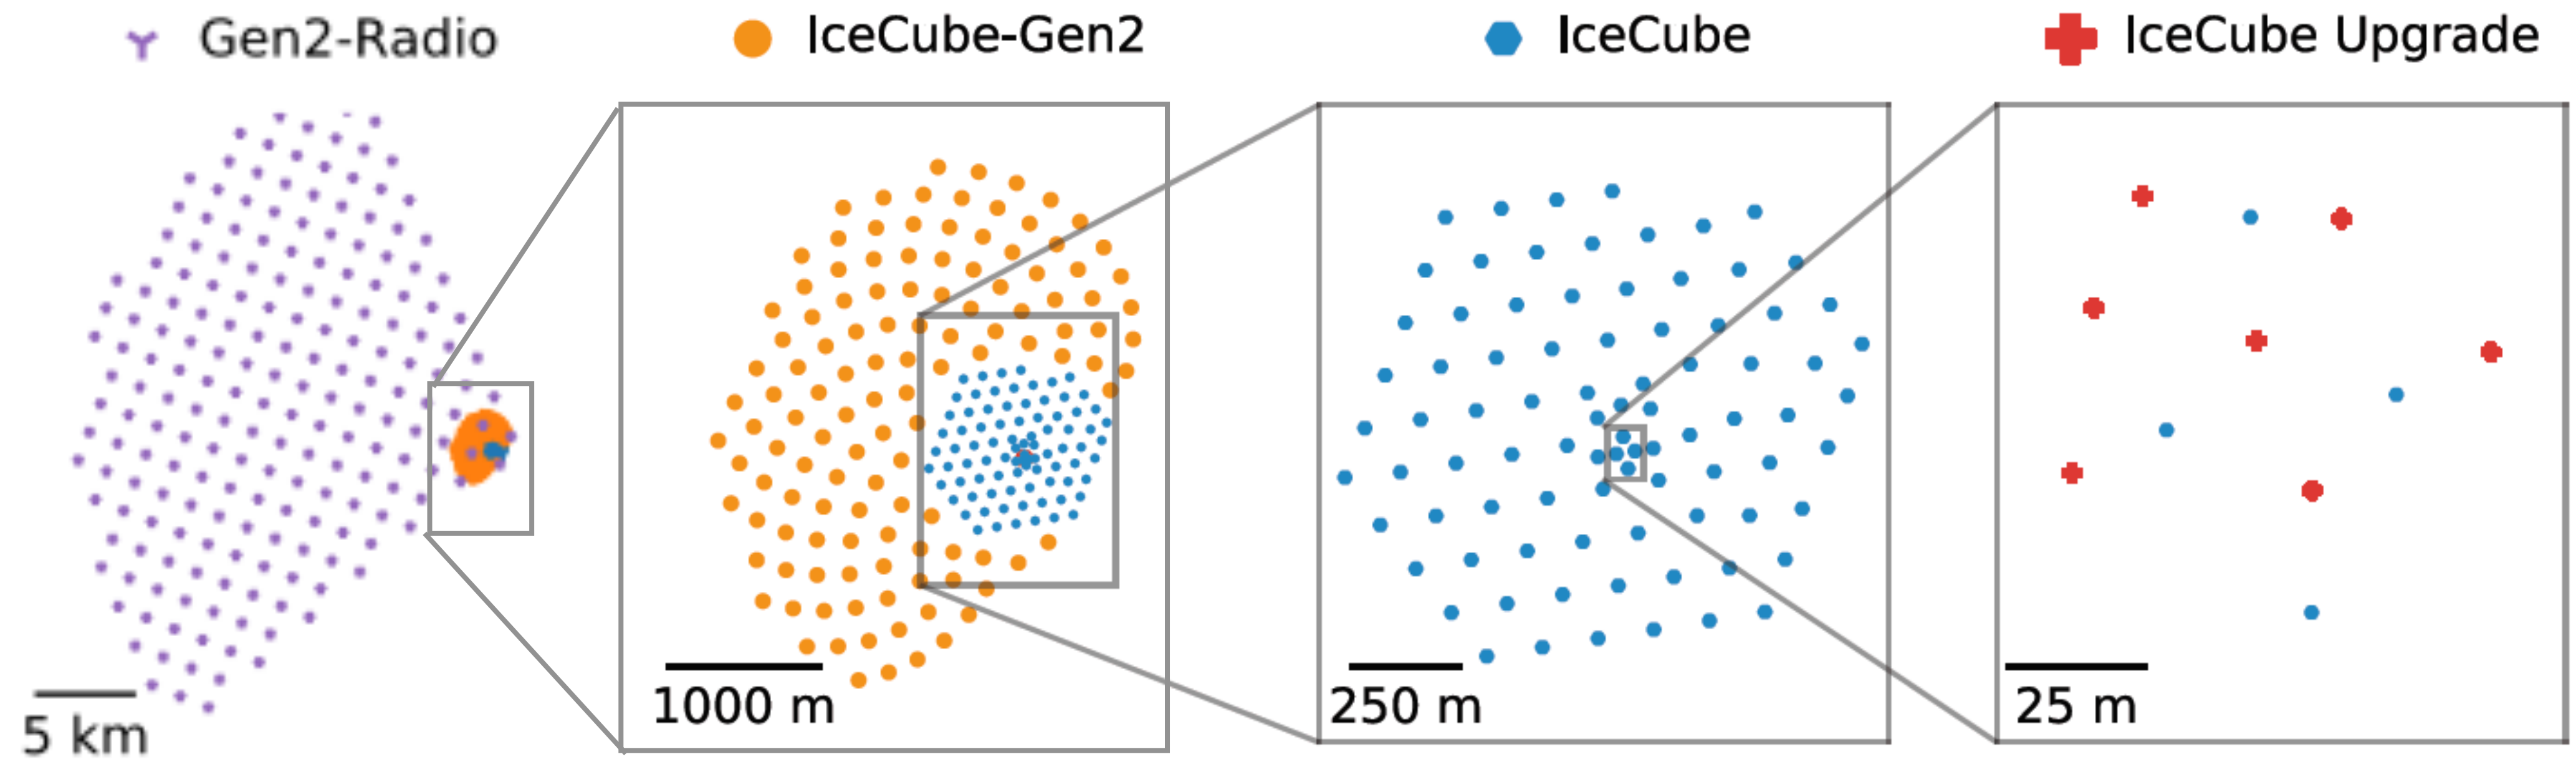 Gen2-Radio
IceCube-Gen2
IceCube
IceCube Upgrade
5 km
1000 m
250 m
25 m